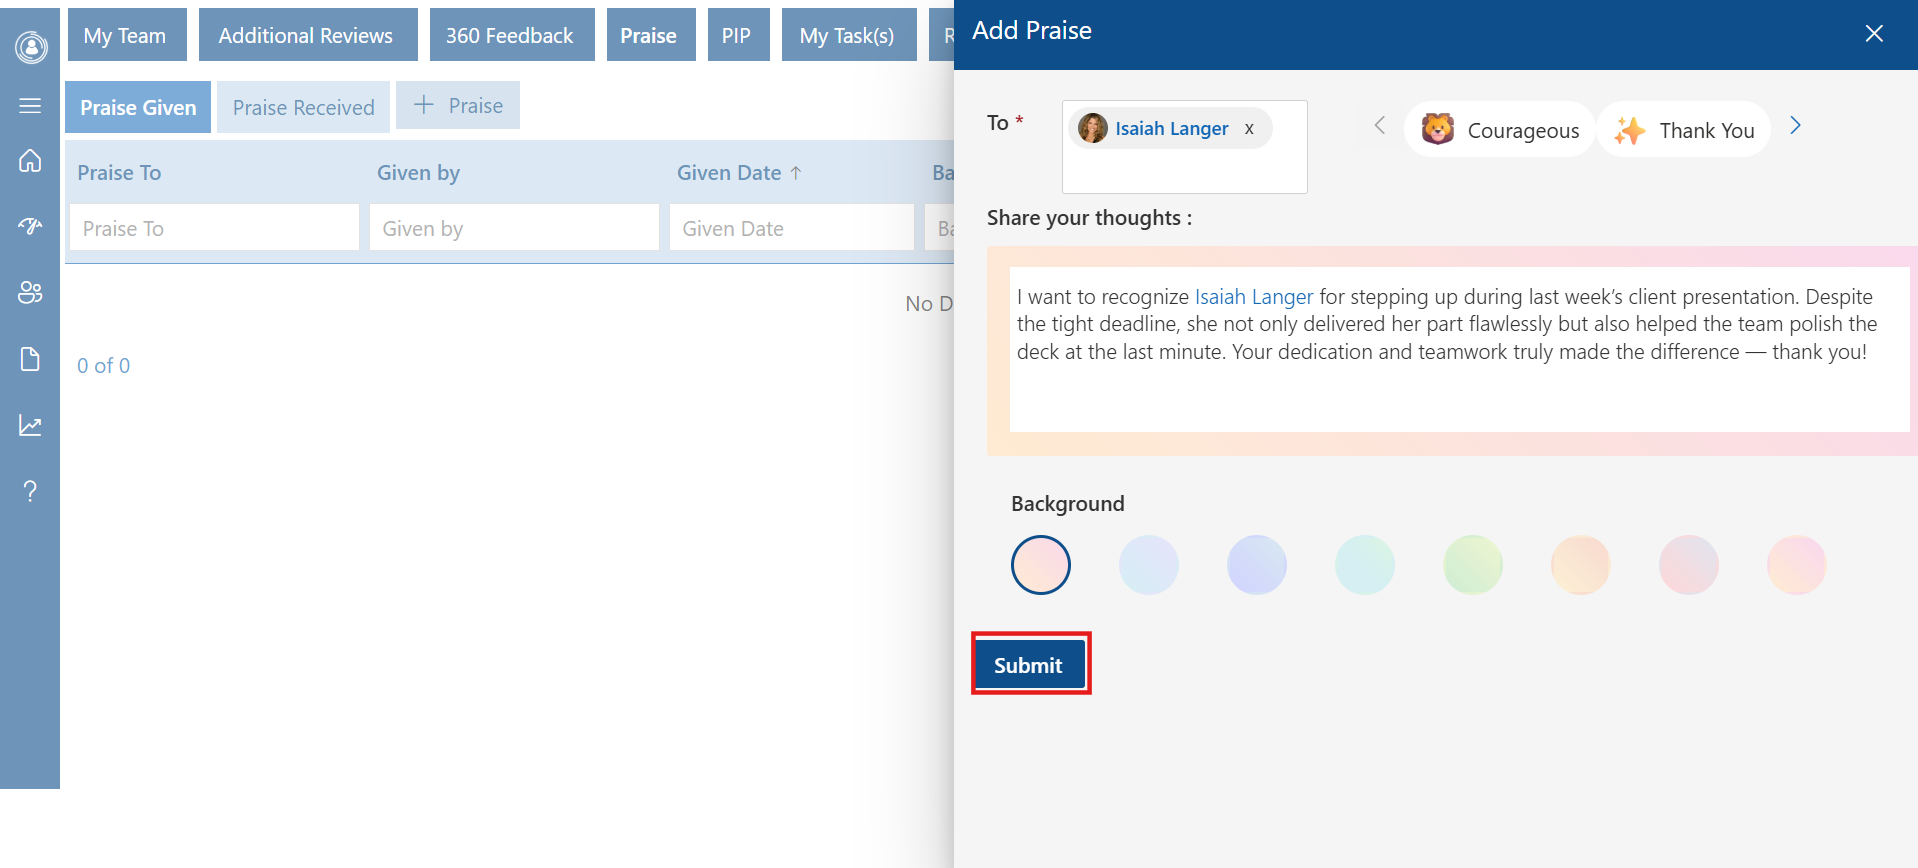 My Team
Additional Reviews
360 Feedback
Praise
PIP
My Task(s)
R
Praise Given
Praise Received
+ Praise
Praise To
Given by
Given Date ↑
Ba
Praise To
Given by
Given Date
Ba
No D
0 of 0
Add Praise
To *
Isaiah Langer x
Courageous
Thank You
Share your thoughts :
I want to recognize Isaiah Langer for stepping up during last week’s client presentation. Despite
the tight deadline, she not only delivered her part flawlessly but also helped the team polish the
deck at the last minute. Your dedication and teamwork truly made the difference — thank you!
Background
Submit